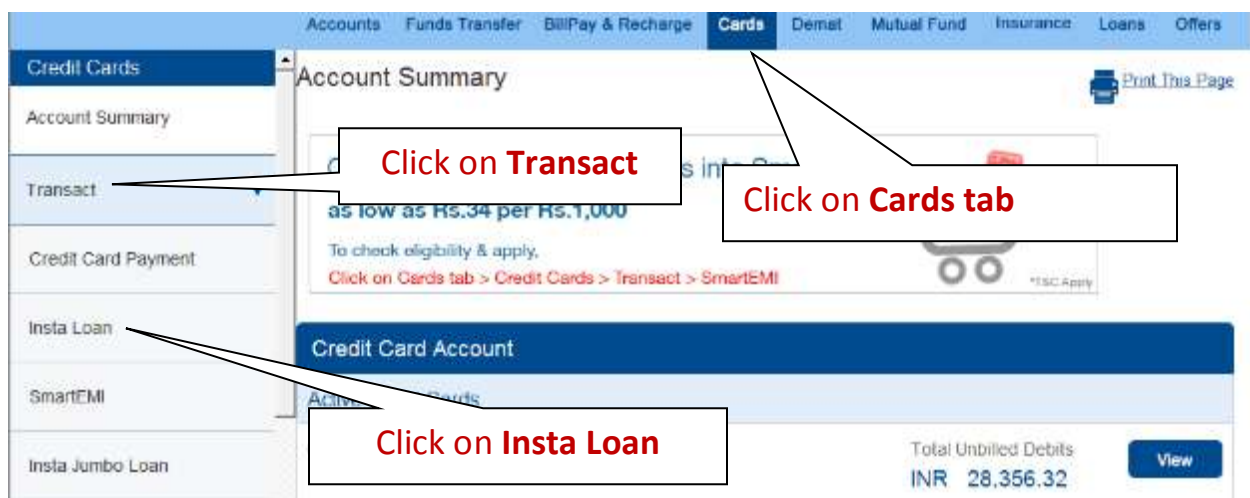 Accounts Funds Transfer BillPay & Recharge Cards Demat Mutual Fund Insurance Loans Offers
Credit Cards
Account Summary
Transact
Credit Card Payment
Insta Loan
SmartEMI
Insta Jumbo Loan
Account Summary
Print This Page
Click on Transact
Click on Cards tab
as low as Rs.34 per Rs.1,000
To check eligibility & apply,
Click on Cards tab > Credit Cards > Transact > SmartEMI
*T&C Apply
Credit Card Account
Cards
Click on Insta Loan
Total Unbilled Debits
INR 28,356.32
View